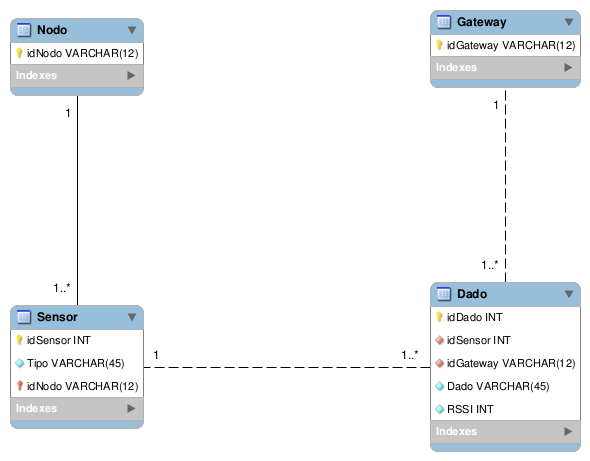 Nodo
idNodo VARCHAR(12)
Indexes
Gateway
idGateway VARCHAR(12)
Indexes
1
1
1..*
1..*
Sensor
idSensor INT
Tipo VARCHAR(45)
idNodo VARCHAR(12)
Indexes
1
1..*
Dado
idDado INT
idSensor INT
idGateway VARCHAR(12)
Dado VARCHAR(45)
RSSI INT
Indexes